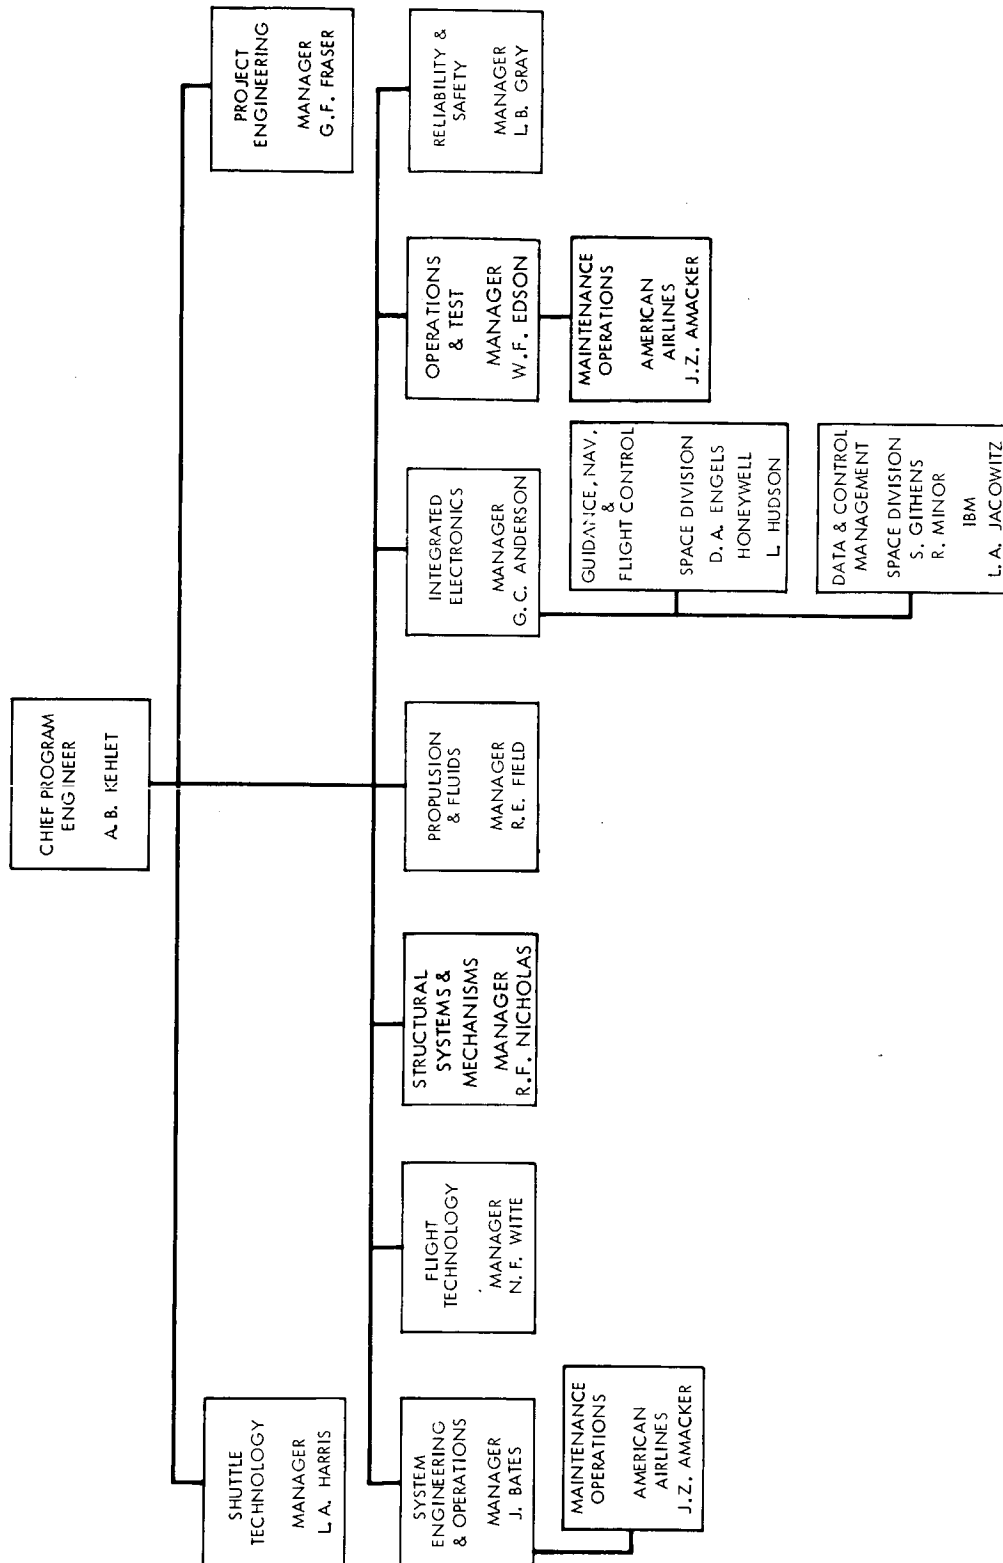 CHIEF PROGRAM
ENGINEER
A. B. KEHLET
SHUTTLE
TECHNOLOGY
MANAGER
L. A. HARRIS
PROJECT
ENGINEERING
MANAGER
G. F. FRASER
SYSTEM
ENGINEERING
& OPERATIONS
MANAGER
J. BATES
FLIGHT
TECHNOLOGY
MANAGER
N. F. WITTE
STRUCTURAL
SYSTEMS &
MECHANISMS
MANAGER
R.F. NICHOLAS
PROPULSION
& FLUIDS
MANAGER
R. E. FIELD
INTEGRATED
ELECTRONICS
MANAGER
G. C. ANDERSON
OPERATIONS
& TEST
MANAGER
W.F. EDSON
RELIABILITY &
SAFETY
MANAGER
L. B. GRAY
MAINTENANCE
OPERATIONS
AMERICAN
AIRLINES
J.Z. AMACKER
GUIDANCE, NAV,
&
FLIGHT CONTROL
SPACE DIVISION
D. A. ENGELS
HONEYWELL
L. HUDSON
MAINTENANCE
OPERATIONS
AMERICAN
AIRLINES
J.Z. AMACKER
DATA & CONTROL
MANAGEMENT
SPACE DIVISION
S. GITHENS
R. MINOR
IBM
L. A. JACOWITZ